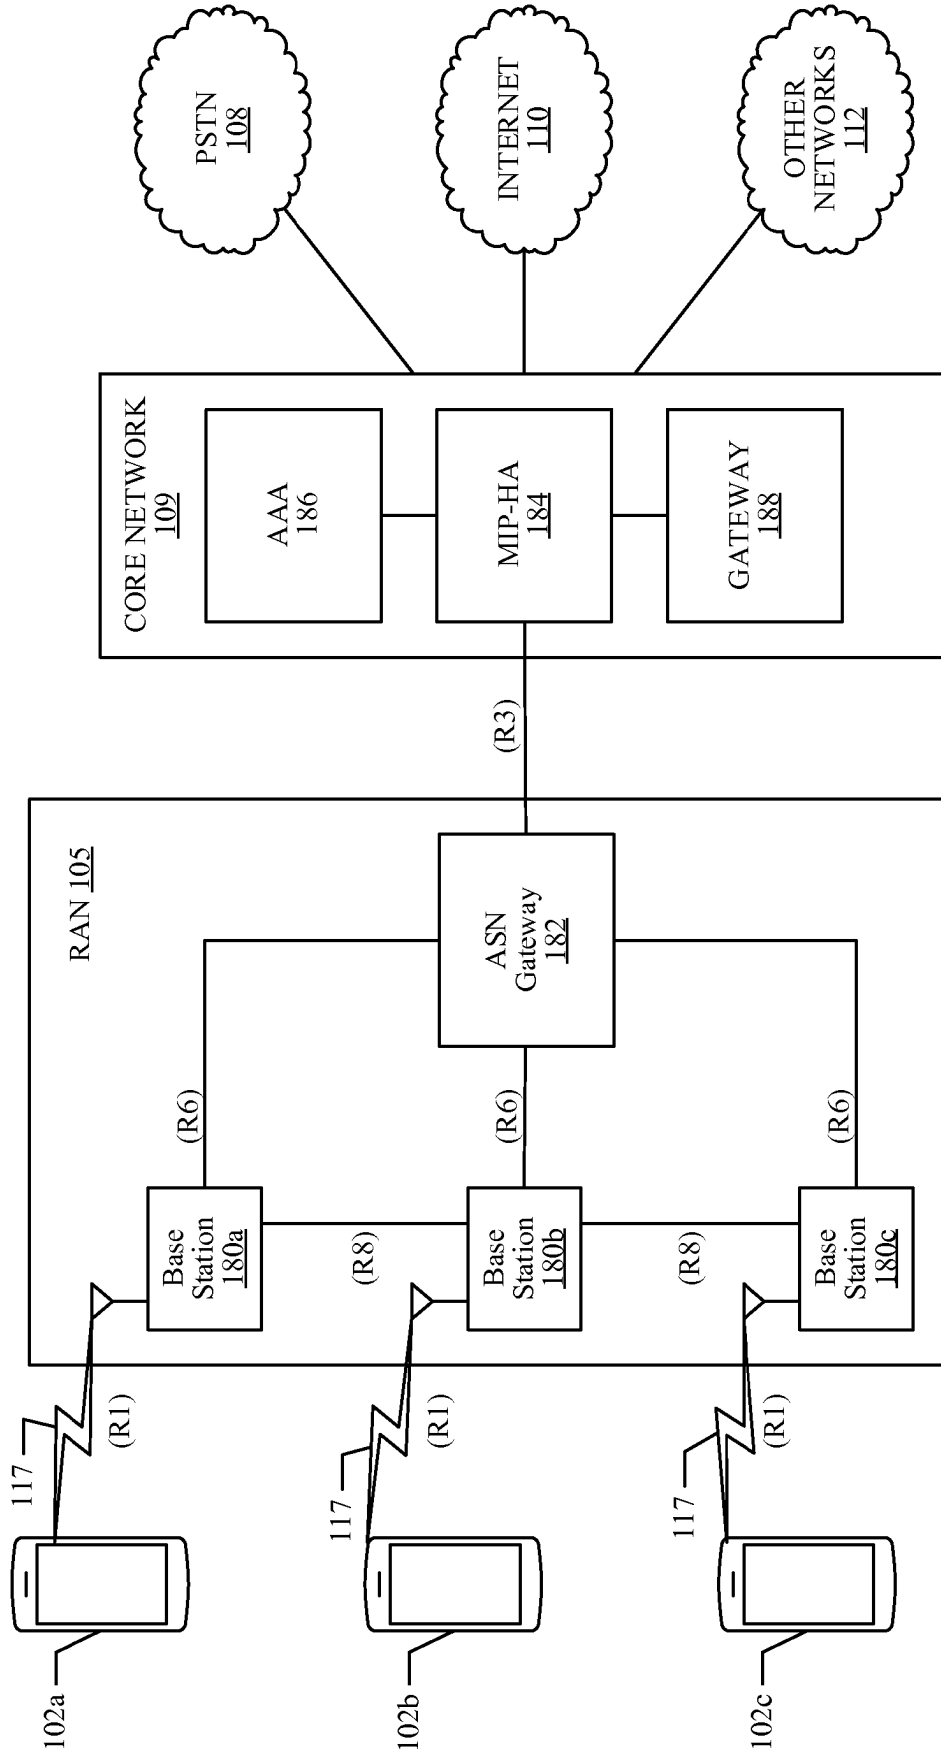 102a
117
(R1)
RAN 105
Base
Station
180a
(R6)
CORE NETWORK
109
AAA
186
PSTN
108
(R8)
102b
117
(R1)
Base
Station
180b
(R6)
ASN
Gateway
182
(R3)
MIP-HA
184
INTERNET
110
(R8)
102c
117
(R1)
Base
Station
180c
(R6)
GATEWAY
188
OTHER
NETWORKS
112